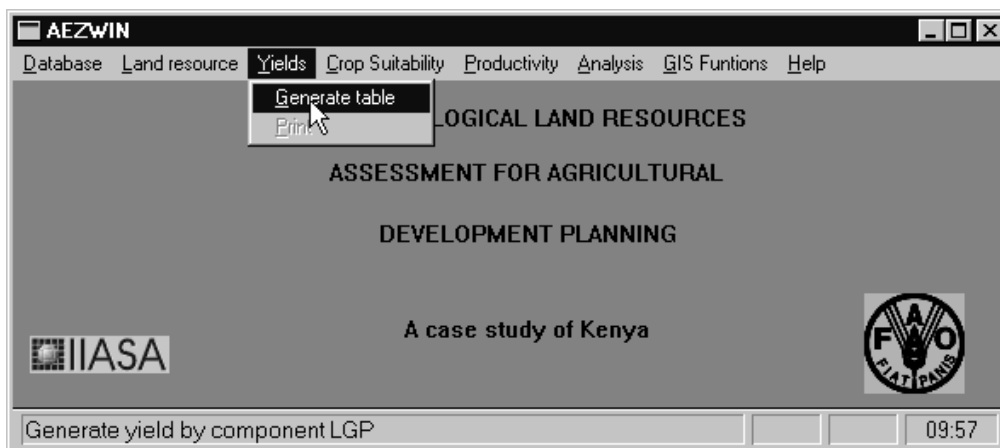 AEZWIN
Database Land resource Yields Crop Suitability Productivity Analysis GIS Funtions Help
Generate table
Print
LOGICAL LAND RESOURCES
ASSESSMENT FOR AGRICULTURAL
DEVELOPMENT PLANNING
A case study of Kenya
IIASA
FAO
FIAT PANIS
Generate yield by component LGP 09:57